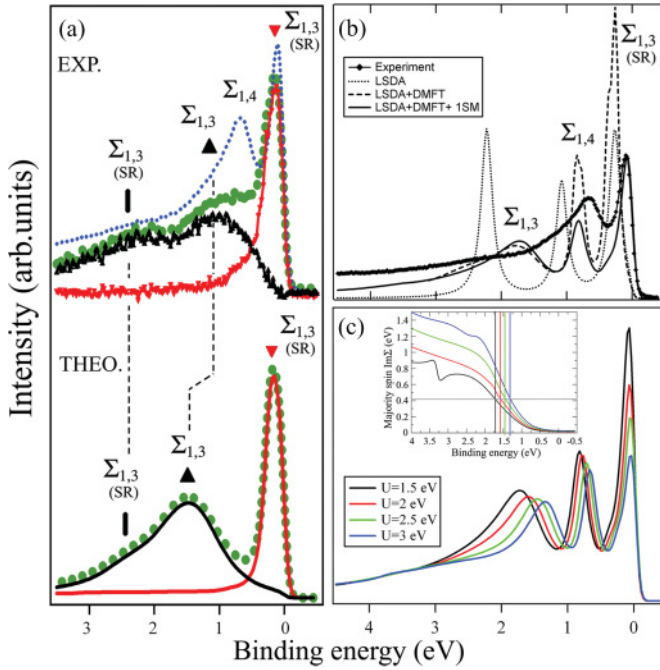 (a)
EXP.
Σ1,3
(SR)
Σ1,4
Σ1,3
Σ1,3
(SR)
THEO.
Σ1,3
(SR)
Σ1,3
Σ1,3
(SR)
3 2 1 0
Intensity (arb.units)
Binding energy (eV)
(b)
Experiment
LSDA
LSDA+DMFT
LSDA+DMFT+ 1SM
Σ1,3
(SR)
Σ1,4
Σ1,3
4 3 2 1 0
(c)
Majority spin ImΣ (eV)
1.4
1.2
1
0.8
0.6
0.4
0.2
0
4 3.5 3 2.5 2 1.5 1 0.5 0 -0.5
Binding energy (eV)
U=1.5 eV
U=2 eV
U=2.5 eV
U=3 eV
4 3 2 1 0